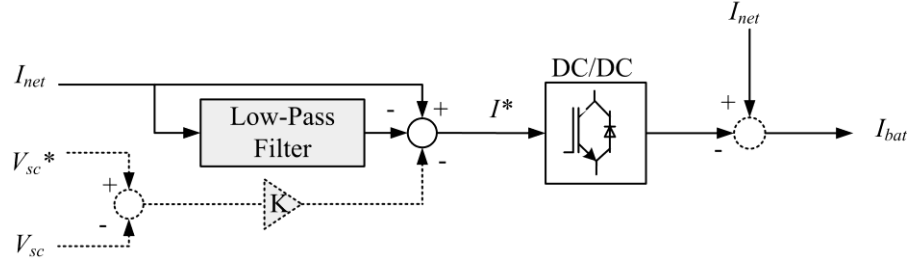 I_net
I_net
DC/DC
Low-Pass
Filter
-
+
I*
+
-
I_bat
-
V_sc*
+
K
-
V_sc